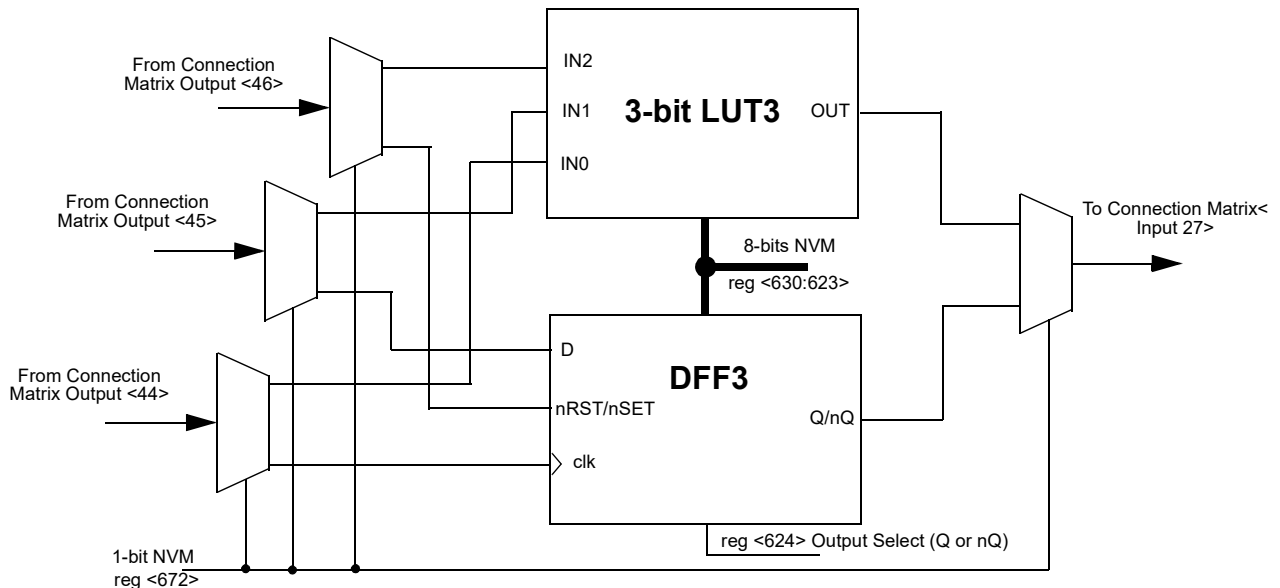 From Connection
Matrix Output <46>
IN2
IN1
IN0
3-bit LUT3
OUT
From Connection
Matrix Output <45>
To Connection Matrix<
Input 27>
8-bits NVM
reg <630:623>
From Connection
Matrix Output <44>
D
nRST/nSET
clk
DFF3
Q/nQ
reg <624> Output Select (Q or nQ)
1-bit NVM
reg <672>